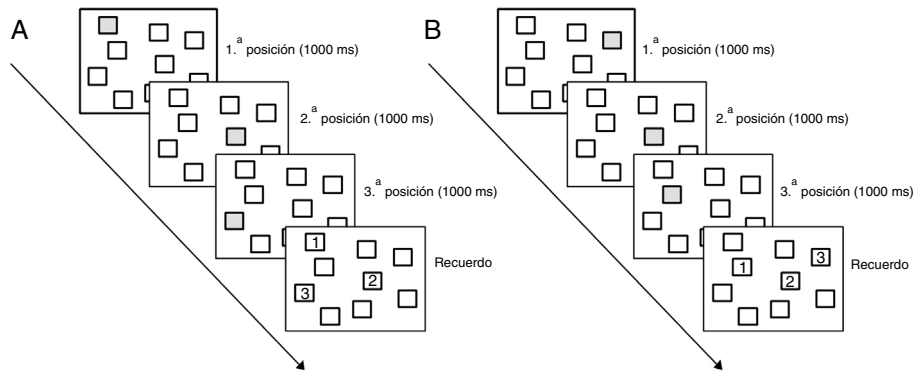 A
1.ª posición (1000 ms)
2.ª posición (1000 ms)
3.ª posición (1000 ms)
1
2
3
Recuerdo
B
1.ª posición (1000 ms)
2.ª posición (1000 ms)
3.ª posición (1000 ms)
3
1
2
Recuerdo